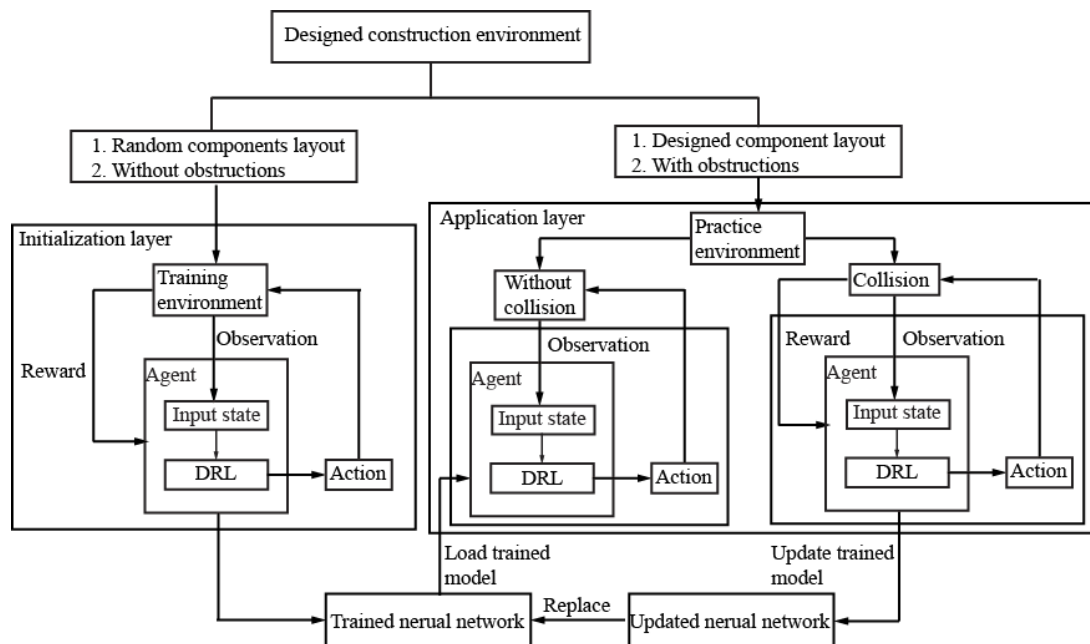 Designed construction environment
1. Random components layout
2. Without obstructions
1. Designed component layout
2. With obstructions
Initialization layer
Training
environment
Reward
Observation
Agent
Input state
DRL
Action
Application layer
Practice
environment
Without
collision
Observation
Agent
Input state
DRL
Action
Collision
Reward
Observation
Agent
Input state
DRL
Action
Load trained
model
Update trained
model
Trained nerual network
Replace
Updated nerual network